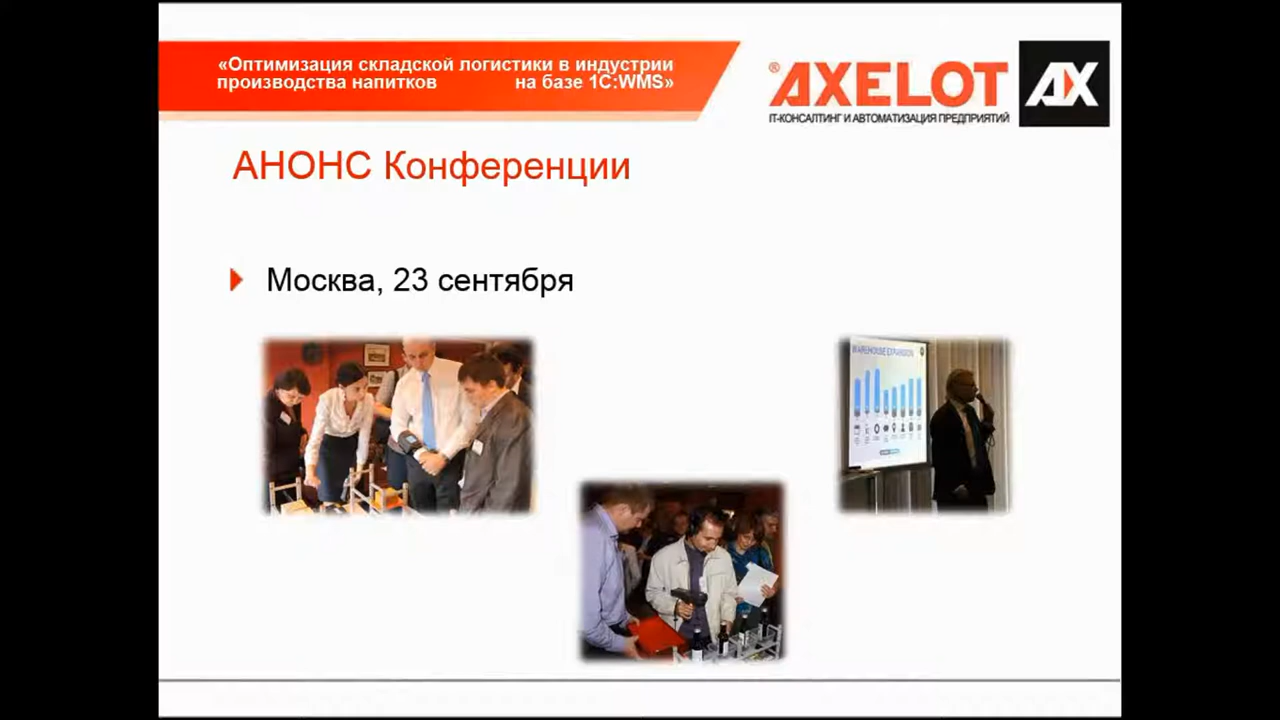 «Оптимизация складской логистики в индустрии
производства напитков на базе 1С:WMS»
® AXELOT AX
IT-КОНСАЛТИНГ И АВТОМАТИЗАЦИЯ ПРЕДПРИЯТИЙ
АНОНС Конференции
Москва, 23 сентября
WAREHOUSE EXPANSION